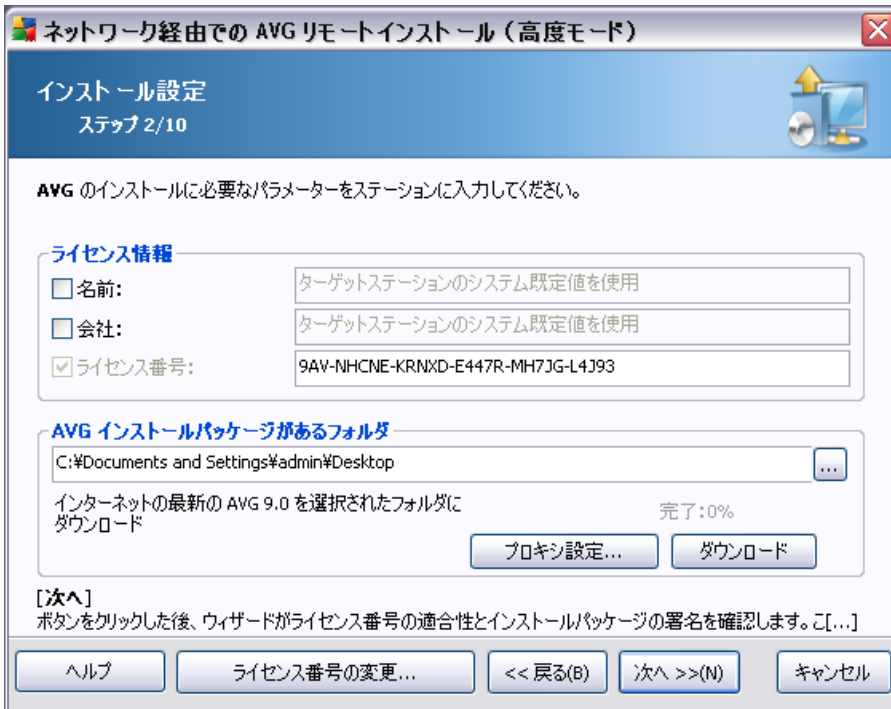 ネットワーク経由での AVG リモートインストール（高度モード）
インストール設定
ステップ 2/10
AVG のインストールに必要なパラメーターをステーションに入力してください。
ライセンス情報
名前:
ターゲットステーションのシステム既定値を使用
会社:
ターゲットステーションのシステム既定値を使用
ライセンス番号:
9AV-NHCNE-KRNXD-E447R-MH7JG-L4J93
AVG インストールパッケージがあるフォルダ
C:¥Documents and Settings¥admin¥Desktop
...
インターネットの最新の AVG 9.0 を選択されたフォルダに
ダウンロード
完了:0%
プロキシ設定...
ダウンロード
[次へ]
ボタンをクリックした後、ウィザードがライセンス番号の適合性とインストールパッケージの署名を確認します。こ[...]
ヘルプ
ライセンス番号の変更...
<< 戻る(B)
次へ >>(N)
キャンセル